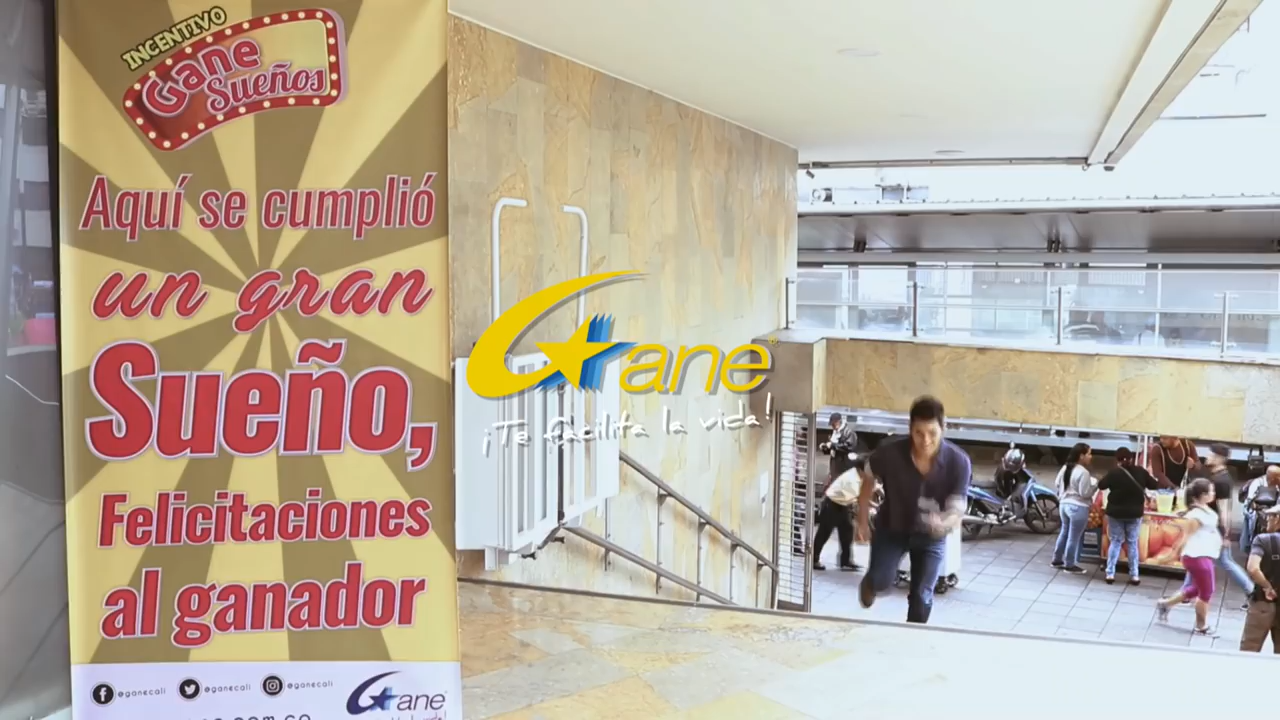 INCENTIVO
Gane
Sueños
Aquí se cumplió
un gran
Sueño,
Felicitaciones
al ganador
@ganecali @ganecali @ganecali
Gane
Gane
¡Te facilita la vida!